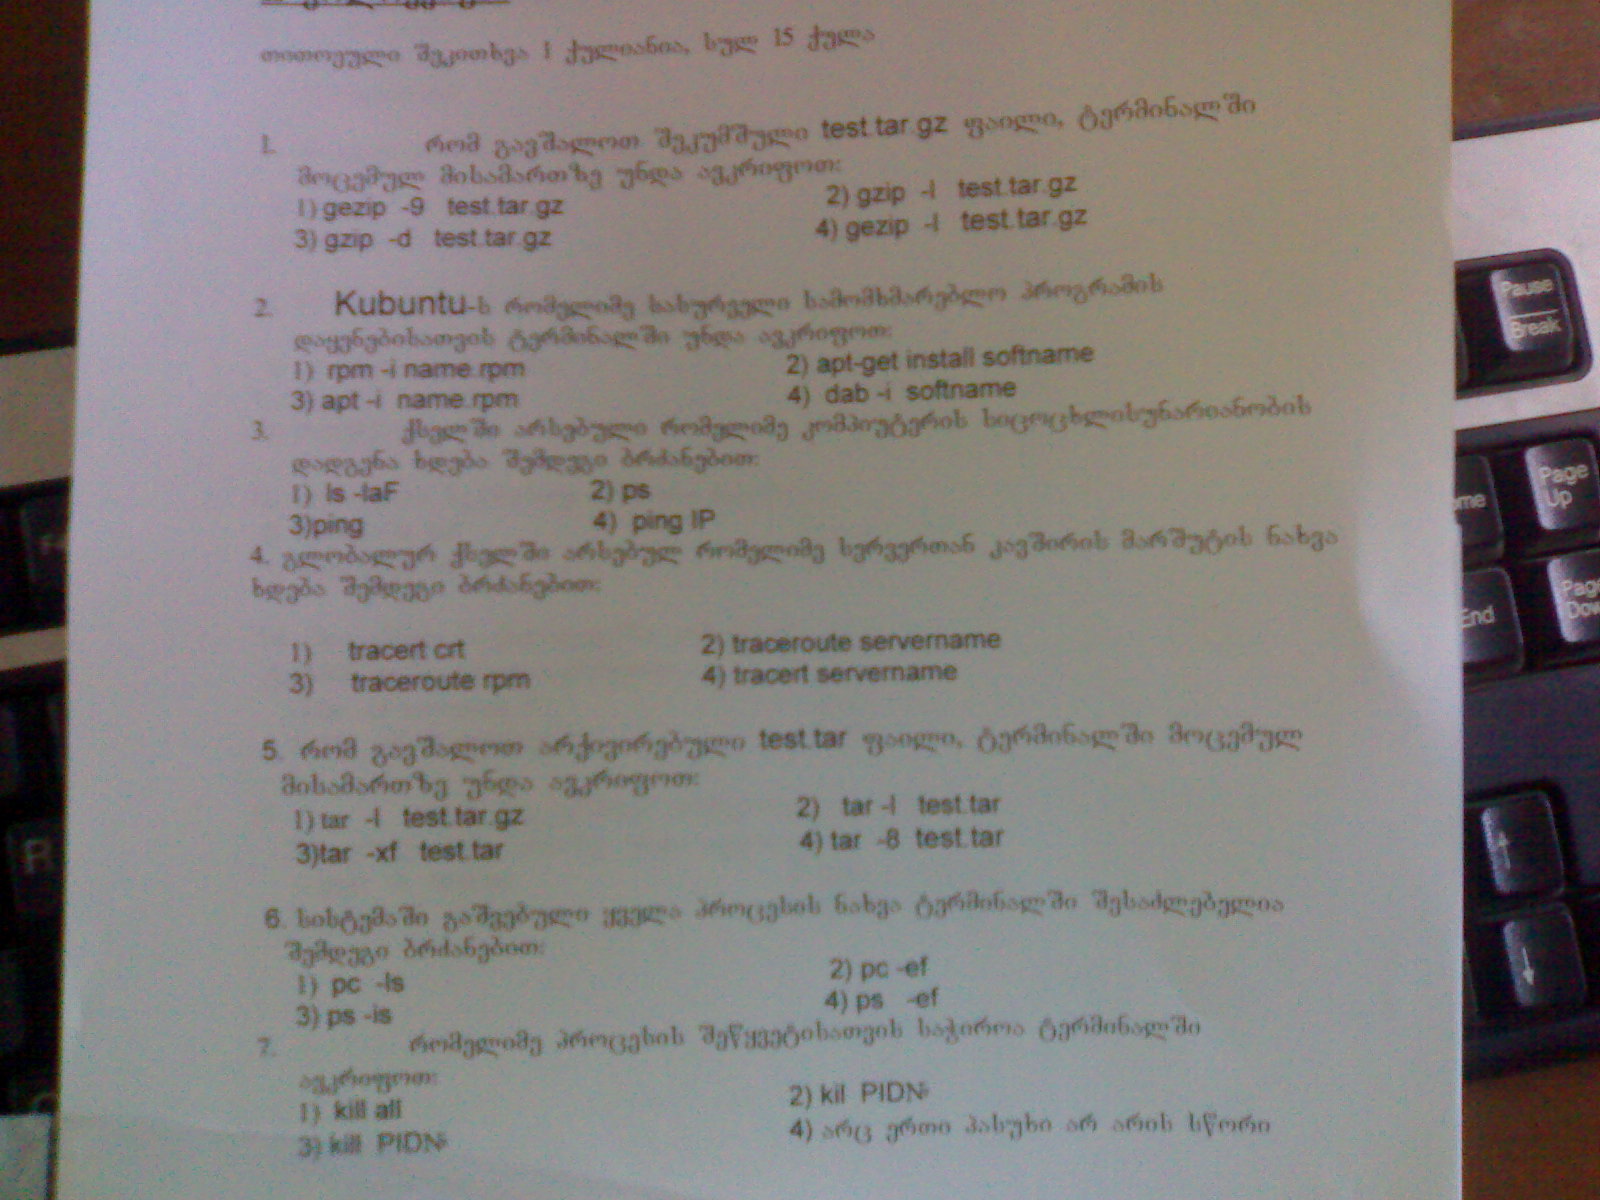 თითოეული შეკითხვა 1 ქულიანია, სულ 15 ქულა
1. რომ გავშალოთ შეკუმშული test.tar.gz ფაილი, ტერმინალში
მოცემულ მისამართზე უნდა ავკრიფოთ:
1) gezip -9 test.tar.gz 2) gzip -l test.tar.gz
3) gzip -d test.tar.gz 4) gezip -l test.tar.gz
2. Kubuntu-ს რომელიმე სასურველი სამომხმარებლო პროგრამის
დაყენებისათვის ტერმინალში უნდა ავკრიფოთ:
1) rpm -i name.rpm 2) apt-get install softname
3) apt -i name.rpm 4) dab -i softname
3. ქსელში არსებული რომელიმე კომპიუტერის სიცოცხლისუნარიანობის
დადგენა ხდება შემდეგი ბრძანებით:
1) ls -laF 2) ps
3)ping 4) ping IP
4. გლობალურ ქსელში არსებულ რომელიმე სერვერთან კავშირის მარშუტის ნახვა
ხდება შემდეგი ბრძანებით:
1) tracert crt 2) traceroute servername
3) traceroute rpm 4) tracert servername
5. რომ გავშალოთ არქივირებული test.tar ფაილი, ტერმინალში მოცემულ
მისამართზე უნდა ავკრიფოთ:
1) tar -l test.tar.gz 2) tar -l test.tar
3)tar -xf test.tar 4) tar -8 test.tar
6. სისტემაში გაშვებული ყველა პროცესის ნახვა ტერმინალში შესაძლებელია
შემდეგი ბრძანებით:
1) pc -ls 2) pc -ef
3) ps -is 4) ps -ef
7. რომელიმე პროცესის შეწყვეტისათვის საჭიროა ტერმინალში
ავკრიფოთ:
1) kill all 2) kil PID№
3) kill PID№ 4) არც ერთი პასუხი არ არის სწორი
Pause
Break
Page
Up
End
R